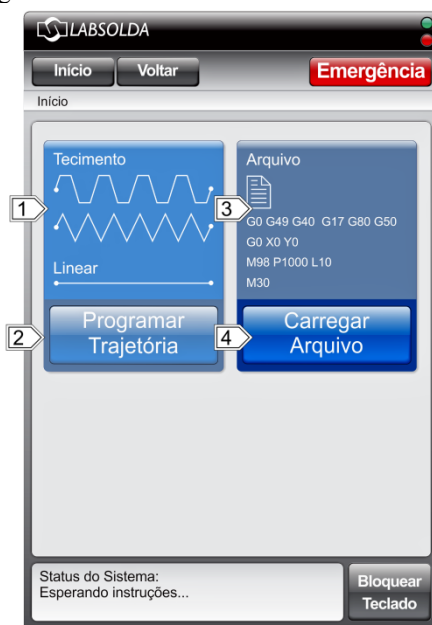 LABSOLDA
Início
Voltar
Emergência
Início
Tecimento
1
Linear
2
Programar
Trajetória
Arquivo
3
G0 G49 G40 G17 G80 G50
G0 X0 Y0
M98 P1000 L10
M30
4
Carregar
Arquivo
Status do Sistema:
Esperando instruções...
Bloquear
Teclado